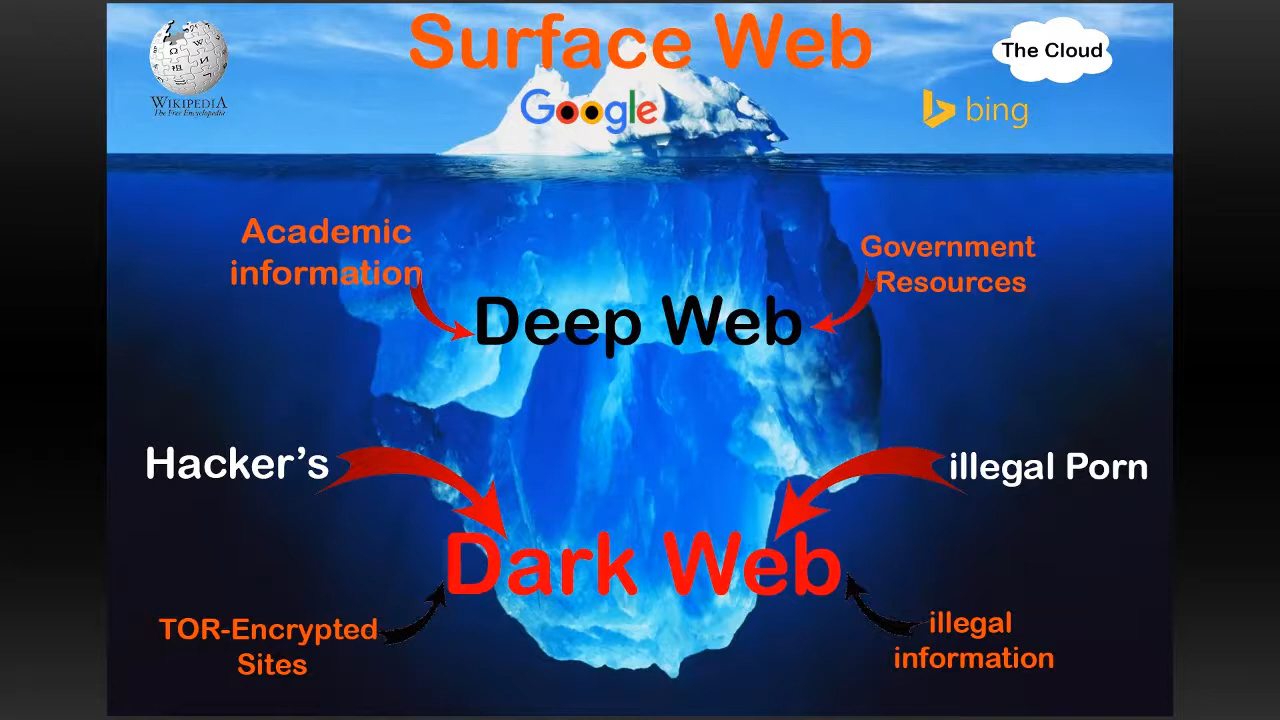 Surface Web
WIKIPEDIA
The Free Encyclopedia
The Cloud
Google
bing
Academic
information
Government
Resources
Deep Web
Hacker's
illegal Porn
Dark Web
TOR-Encrypted
Sites
illegal
information